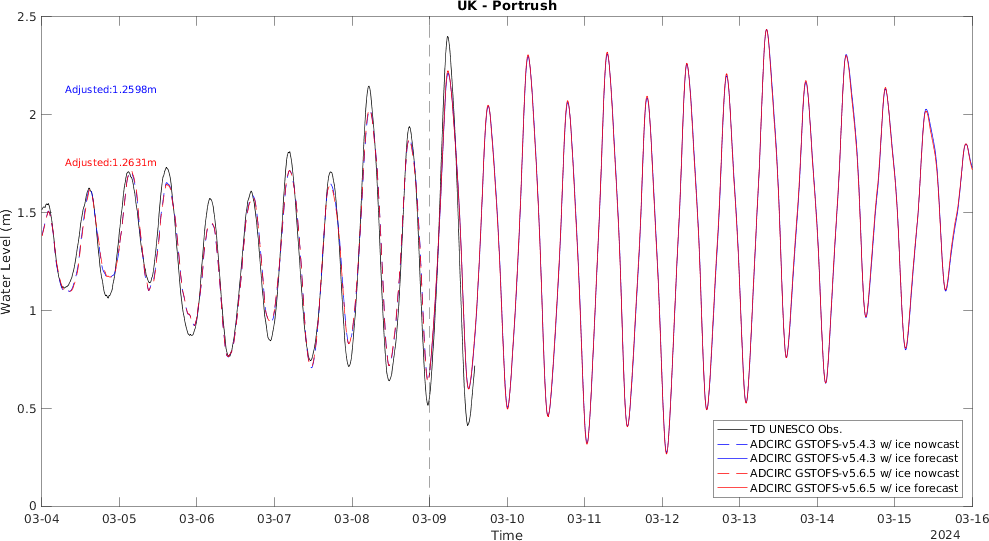 UK - Portrush
2.5
2
1.5
1
0.5
0
Water Level (m)
Adjusted:1.2598m
Adjusted:1.2631m
TD UNESCO Obs.
ADCIRC GSTOFS-v5.4.3 w/ ice nowcast
ADCIRC GSTOFS-v5.4.3 w/ ice forecast
ADCIRC GSTOFS-v5.6.5 w/ ice nowcast
ADCIRC GSTOFS-v5.6.5 w/ ice forecast
03-04 03-05 03-06 03-07 03-08 03-09 03-10 03-11 03-12 03-13 03-14 03-15 03-16
Time
2024